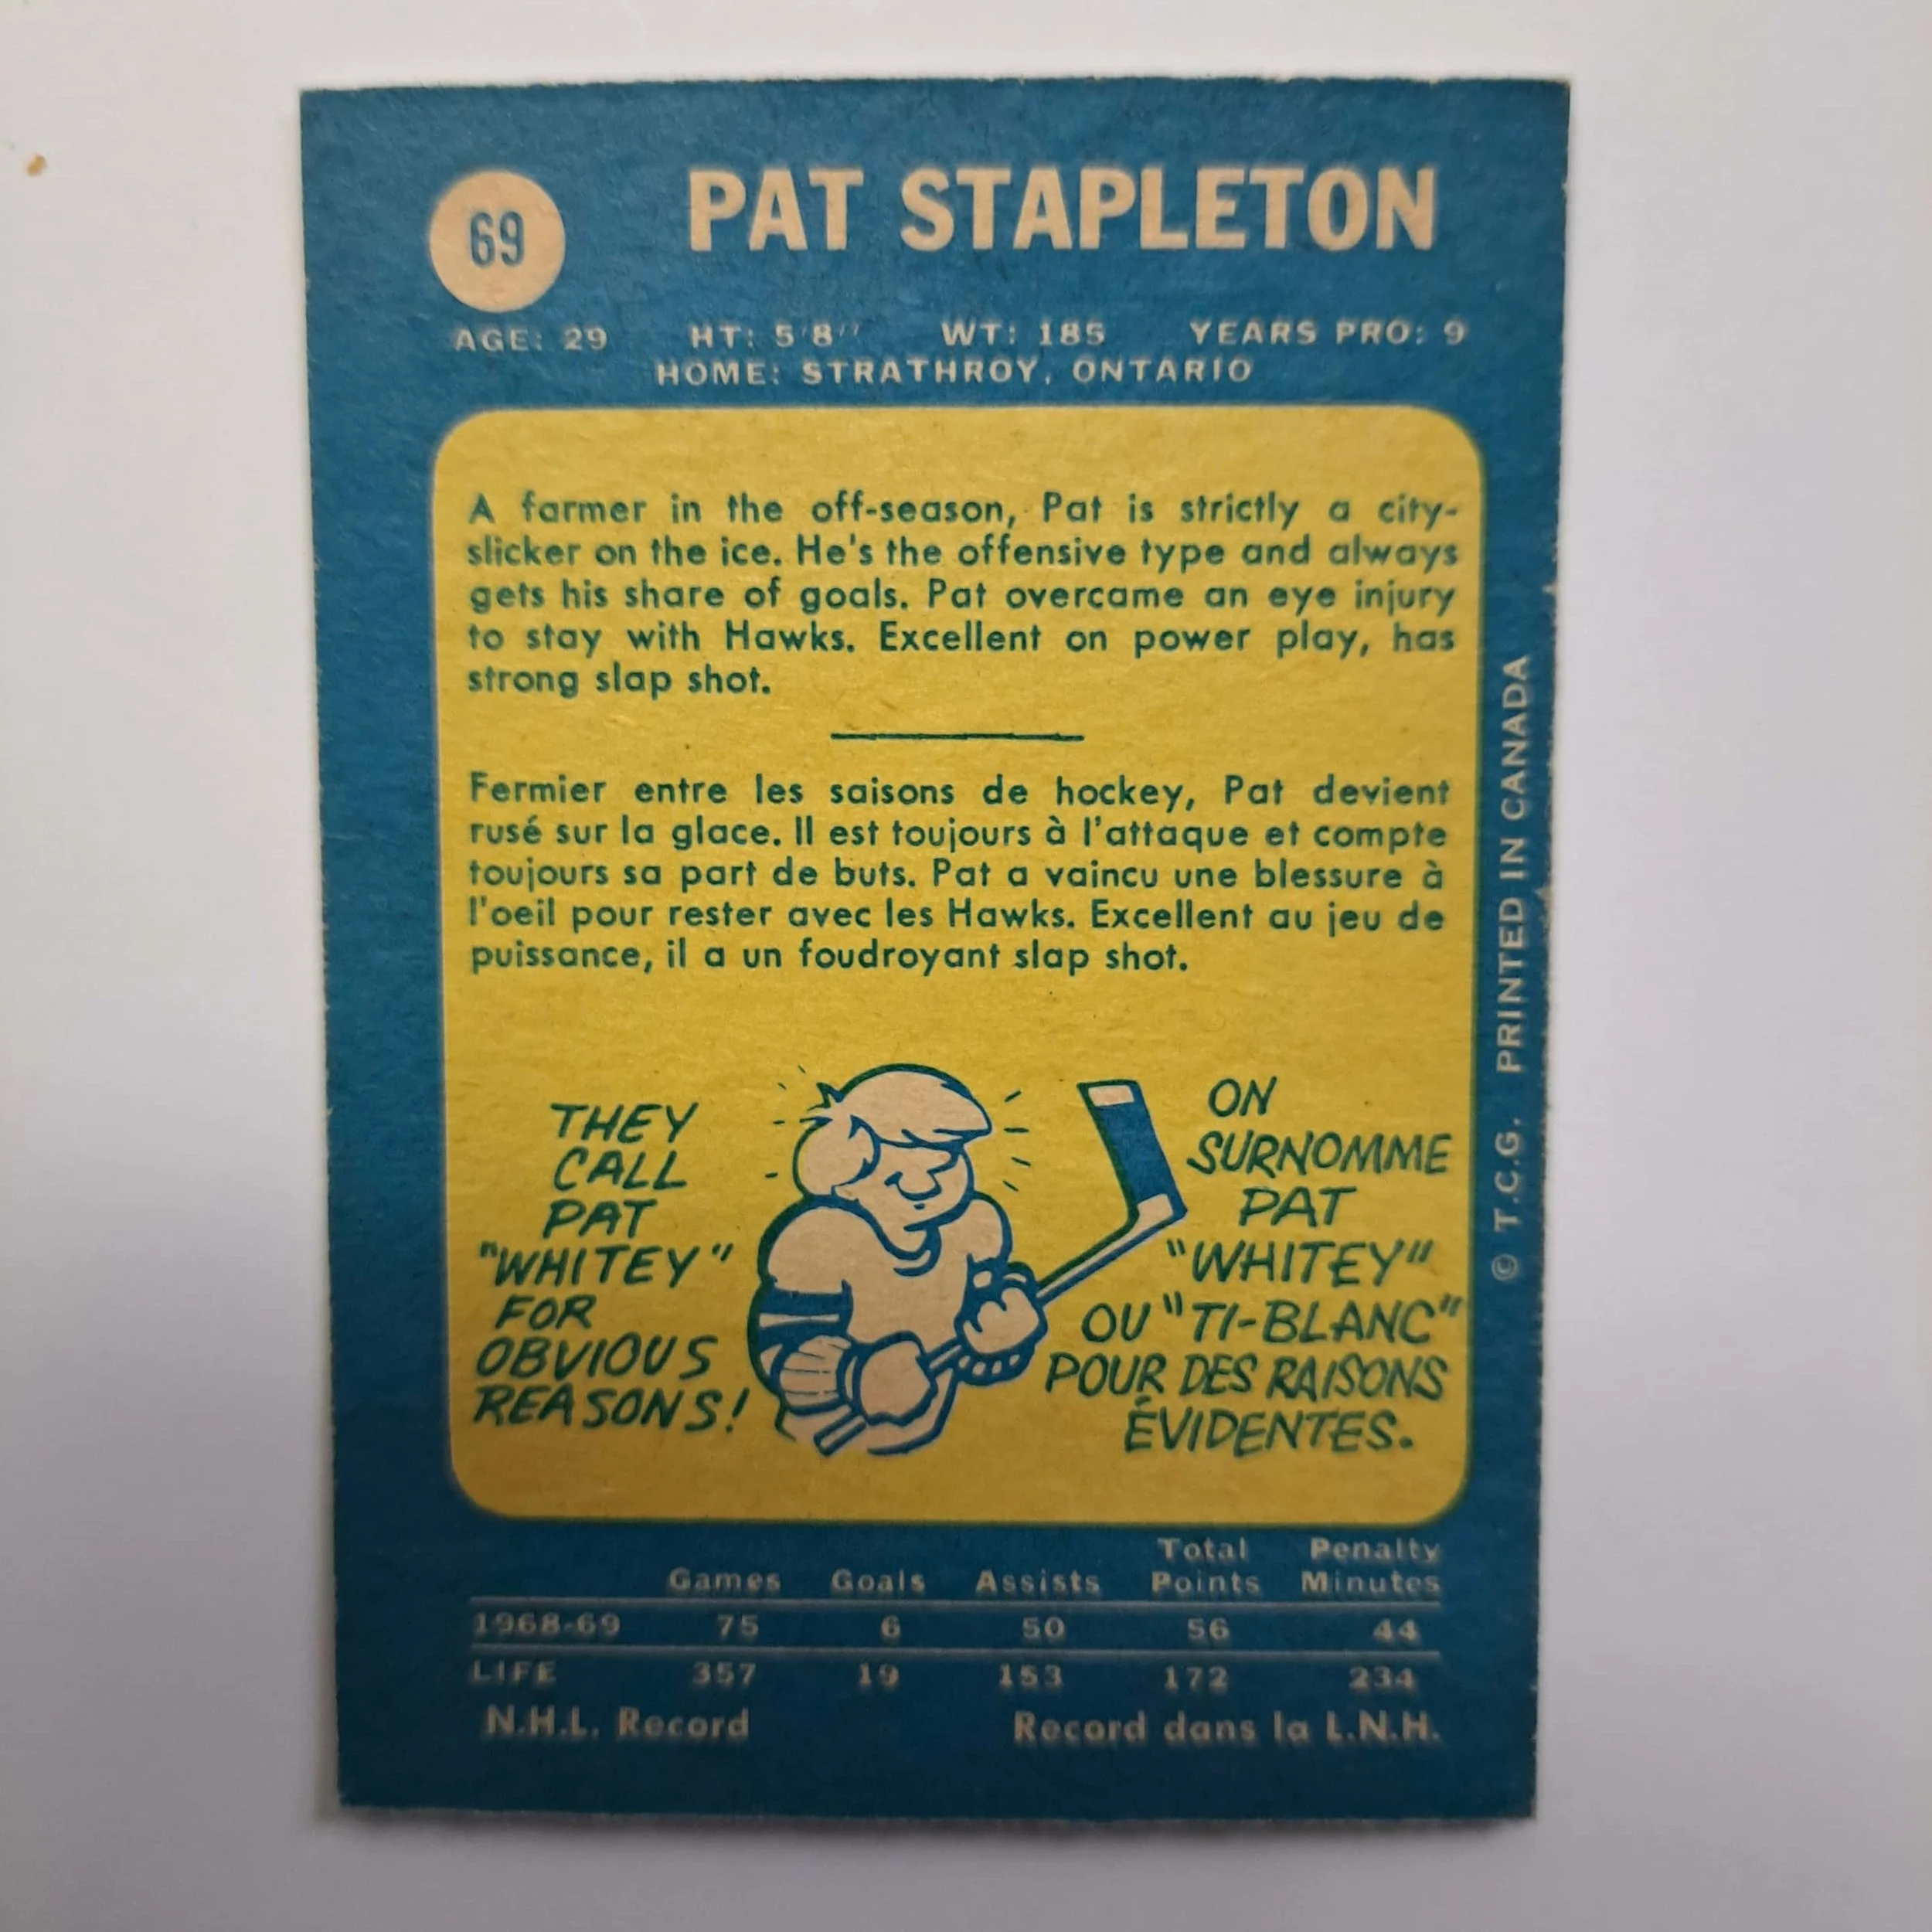 69
PAT STAPLETON
AGE: 29 HT: 5'8" WT: 185 YEARS PRO: 9
HOME: STRATHROY, ONTARIO
A farmer in the off-season, Pat is strictly a city-
slicker on the ice. He's the offensive type and always
gets his share of goals. Pat overcame an eye injury
to stay with Hawks. Excellent on power play, has
strong slap shot.
Fermier entre les saisons de hockey, Pat devient
rusé sur la glace. Il est toujours à l'attaque et compte
toujours sa part de buts. Pat a vaincu une blessure à
l'oeil pour rester avec les Hawks. Excellent au jeu de
puissance, il a un foudroyant slap shot.
THEY
CALL
PAT
"WHITEY"
FOR
OBVIOUS
REASONS!
ON
SURNOMME
PAT
"WHITEY"
OU "TI-BLANC"
POUR DES RAISONS
ÉVIDENTES.
© T.C.G. PRINTED IN CANADA
Games Goals Assists Total Points Penalty Minutes
1968-69 75 6 50 56 44
LIFE 357 19 153 172 234
N.H.L. Record Record dans la L.N.H.